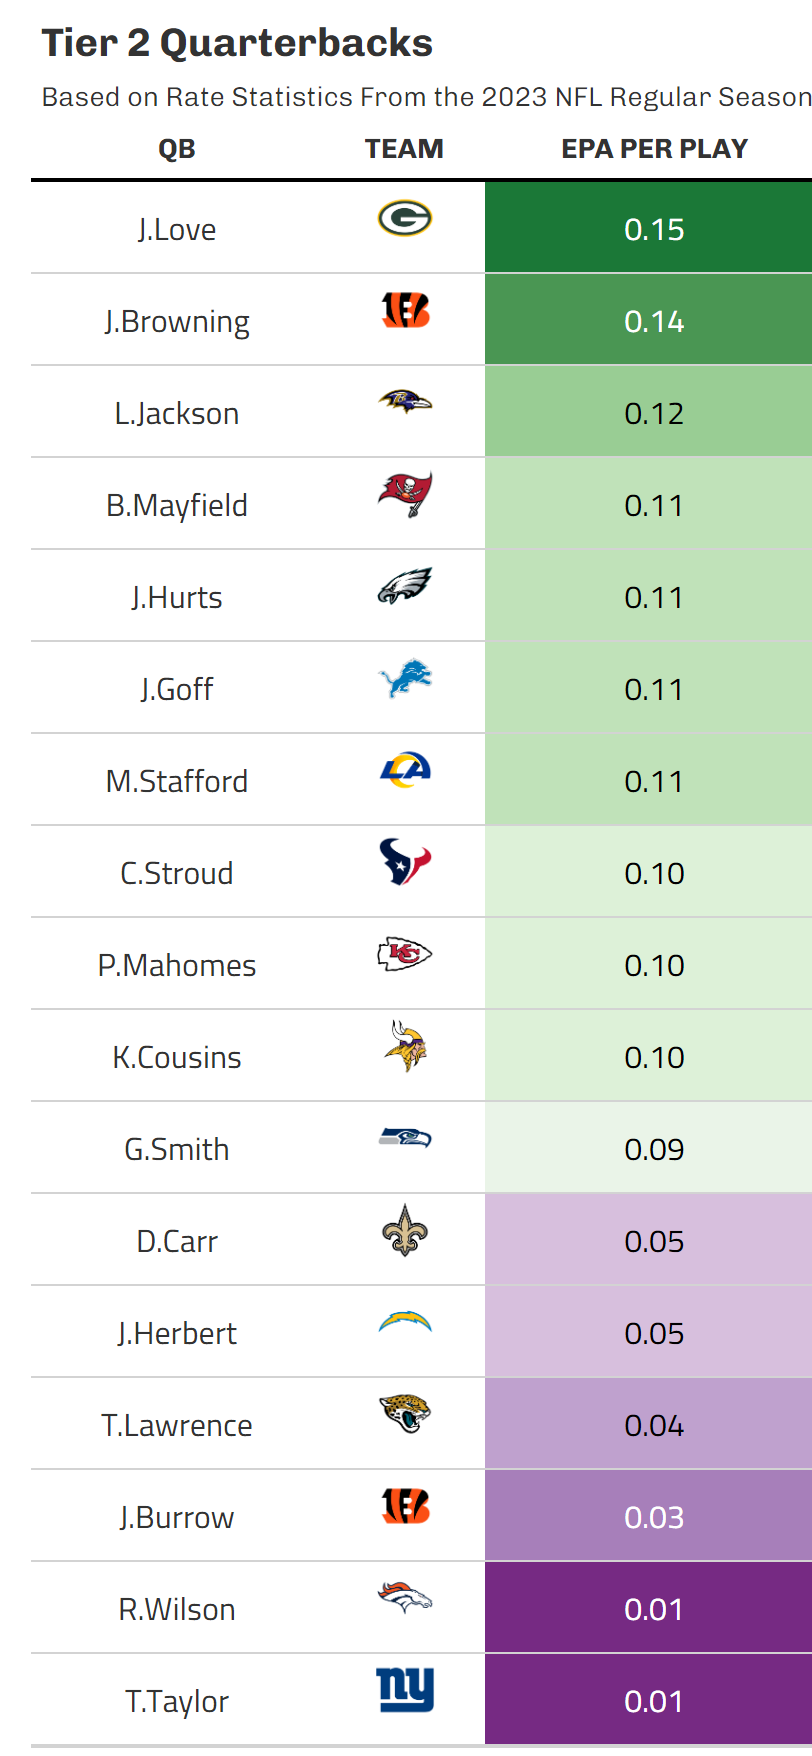 Tier 2 Quarterbacks
Based on Rate Statistics From the 2023 NFL Regular Season
QB TEAM EPA PER PLAY
J.Love G 0.15
J.Browning B 0.14
L.Jackson 0.12
B.Mayfield 0.11
J.Hurts 0.11
J.Goff 0.11
M.Stafford LA 0.11
C.Stroud 0.10
P.Mahomes KC 0.10
K.Cousins 0.10
G.Smith 0.09
D.Carr 0.05
J.Herbert 0.05
T.Lawrence 0.04
J.Burrow B 0.03
R.Wilson 0.01
T.Taylor ny 0.01